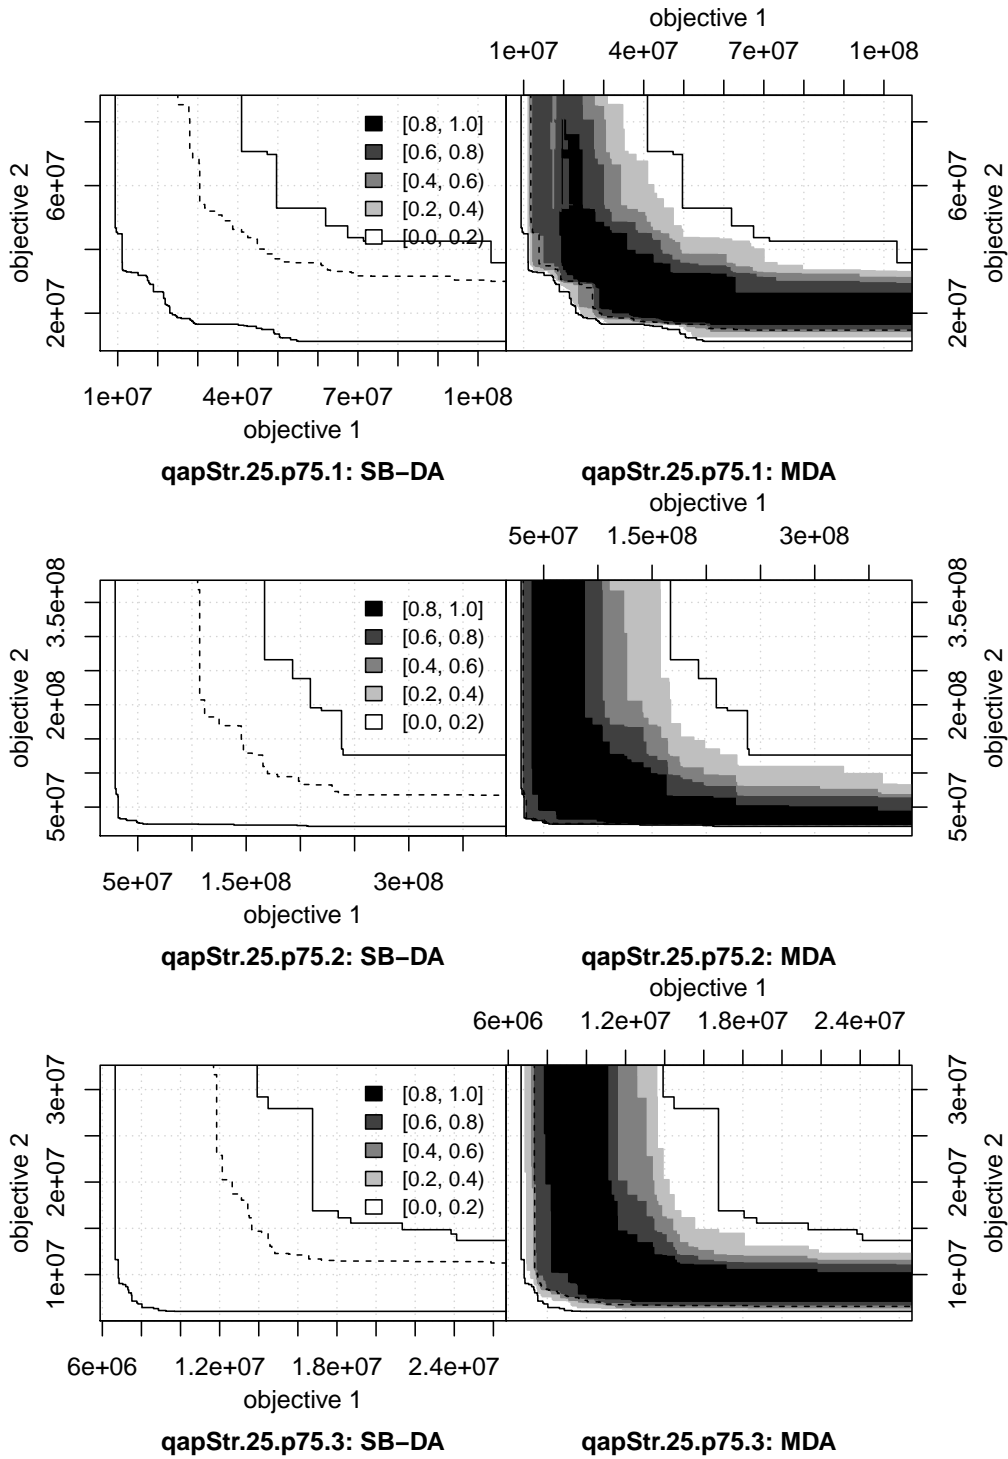 objective 1
1e+07 4e+07 7e+07 1e+08
objective 2
2e+07 6e+07
[0.8, 1.0]
[0.6, 0.8)
[0.4, 0.6)
[0.2, 0.4)
[0.0, 0.2)
2e+07 6e+07
objective 2
1e+07 4e+07 7e+07 1e+08
objective 1
qapStr.25.p75.1: SB−DA
qapStr.25.p75.1: MDA
objective 1
5e+07 1.5e+08 3e+08
objective 2
5e+07 2e+08 3.5e+08
[0.8, 1.0]
[0.6, 0.8)
[0.4, 0.6)
[0.2, 0.4)
[0.0, 0.2)
5e+07 2e+08 3.5e+08
objective 2
5e+07 1.5e+08 3e+08
objective 1
qapStr.25.p75.2: SB−DA
qapStr.25.p75.2: MDA
objective 1
6e+06 1.2e+07 1.8e+07 2.4e+07
objective 2
1e+07 2e+07 3e+07
[0.8, 1.0]
[0.6, 0.8)
[0.4, 0.6)
[0.2, 0.4)
[0.0, 0.2)
1e+07 2e+07 3e+07
objective 2
6e+06 1.2e+07 1.8e+07 2.4e+07
objective 1
qapStr.25.p75.3: SB−DA
qapStr.25.p75.3: MDA